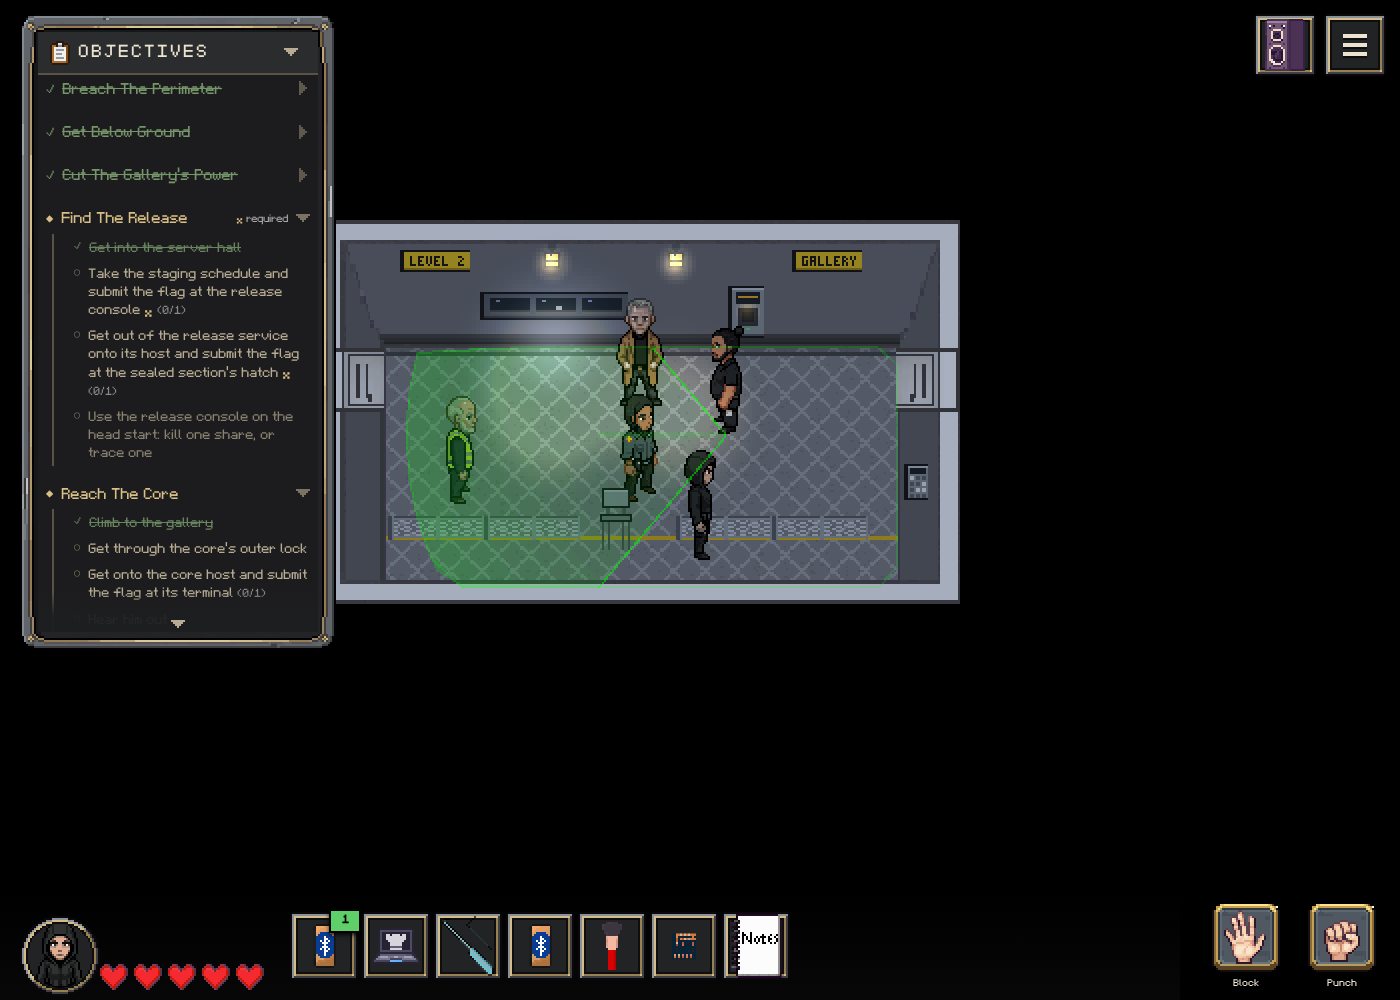 OBJECTIVES
Breach The Perimeter
Get Below Ground
Cut The Gallery's Power
Find The Release
required
Get into the server hall
Take the staging schedule and
submit the flag at the release
console (0/1)
Get out of the release service
onto its host and submit the flag
at the sealed section's hatch
(0/1)
Use the release console on the
head start: kill one share, or
trace one
Reach The Core
Climb to the gallery
Get through the core's outer lock
Get onto the core host and submit
the flag at its terminal (0/1)
Hear him out
LEVEL 2
GALLERY
1
Notes
Block
Punch